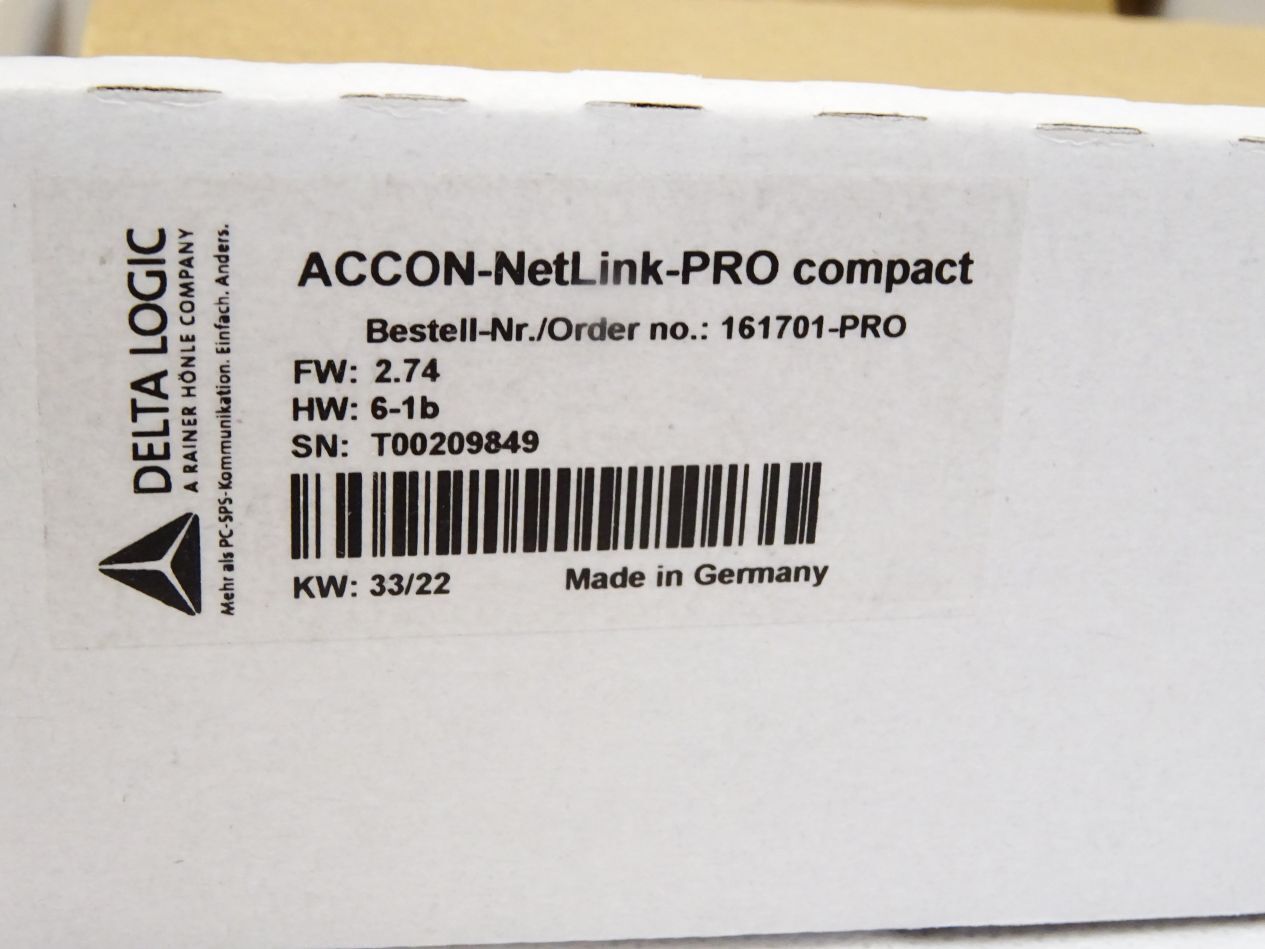 DELTA LOGIC
A RAINER HÖNLE COMPANY
Mehr als PC-SPS-Kommunikation. Einfach. Anders.
ACCON-NetLink-PRO compact
Bestell-Nr./Order no.: 161701-PRO
FW: 2.74
HW: 6-1b
SN: T00209849
KW: 33/22
Made in Germany